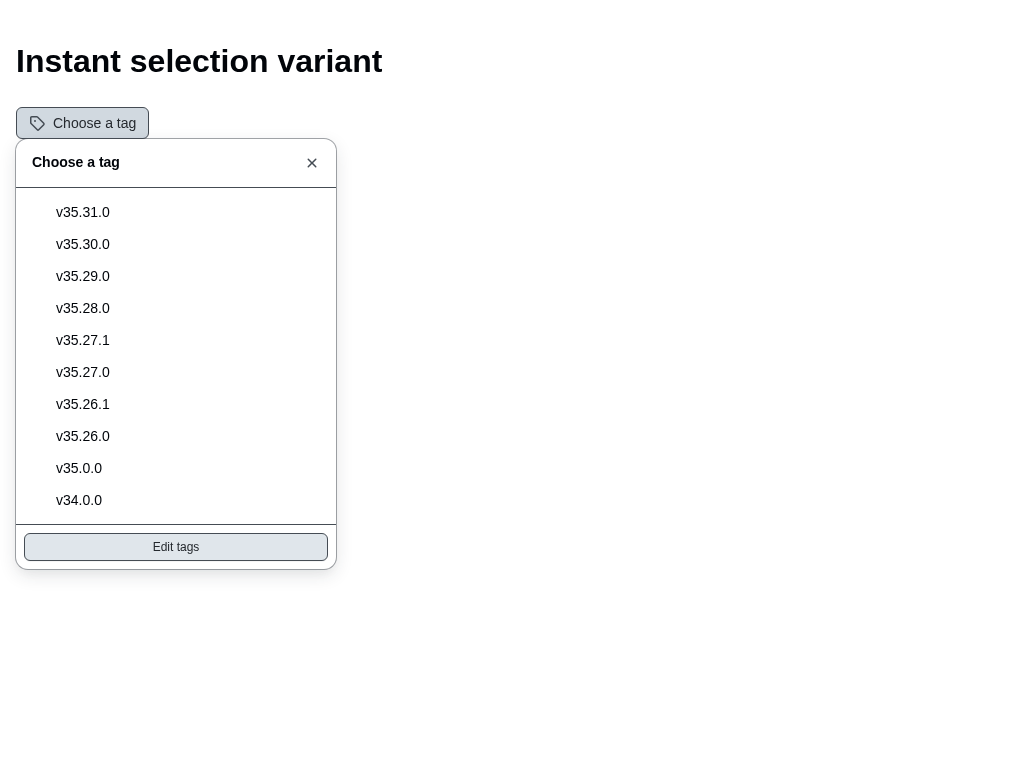 Instant selection variant
Choose a tag
Choose a tag
v35.31.0
v35.30.0
v35.29.0
v35.28.0
v35.27.1
v35.27.0
v35.26.1
v35.26.0
v35.0.0
v34.0.0
Edit tags